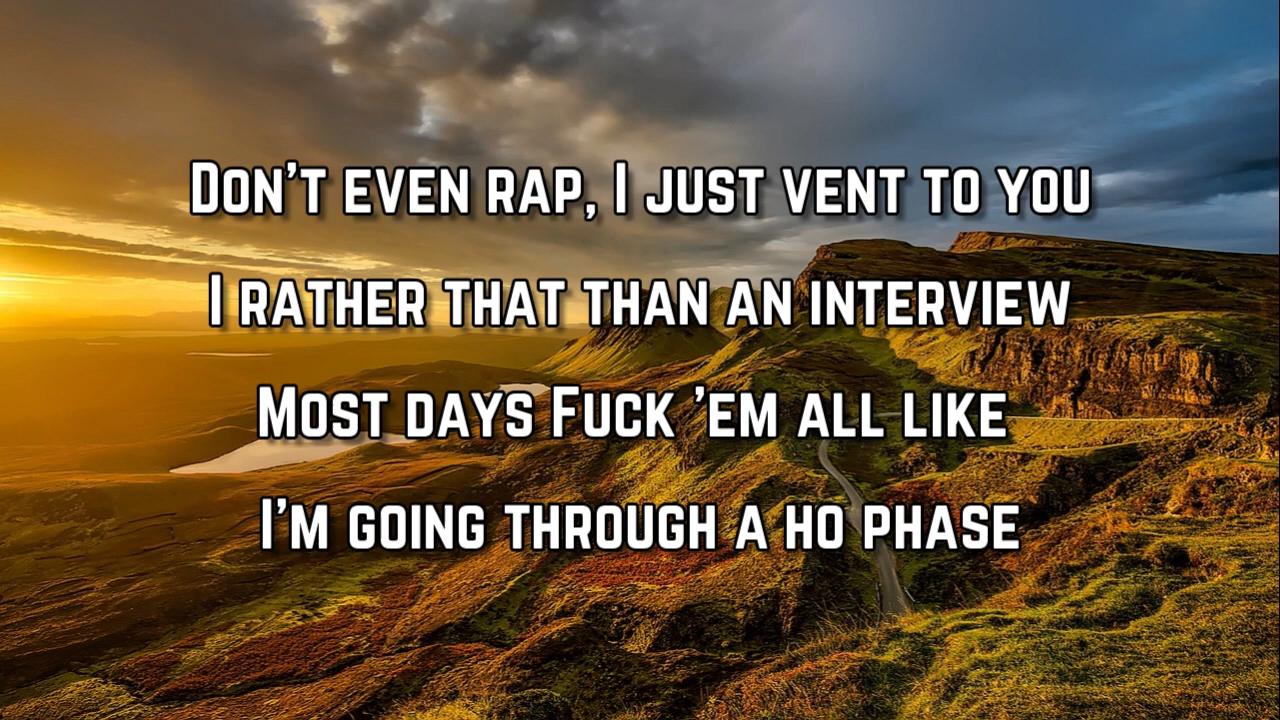 Don't even rap, I just vent to you
I rather that than an interview
Most days Fuck 'em all like
I'm going through a ho phase